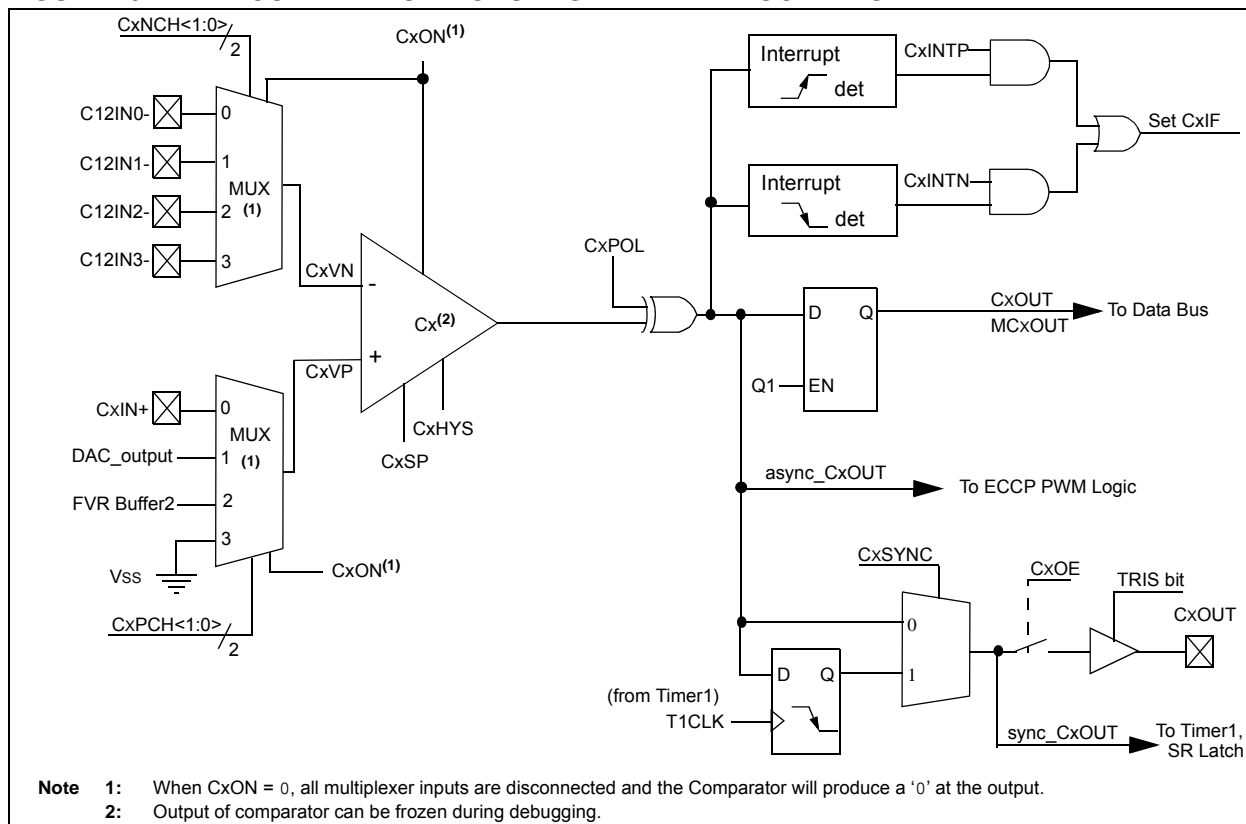 CxNCH<1:0>
2
CxON(1)
C12IN0-
0
C12IN1-
1
MUX
(1)
C12IN2-
2
C12IN3-
3
CxVN
-
Cx(2)
+
CxVP
CxIN+
0
MUX
(1)
DAC_output
1
FVR Buffer2
2
3
Vss
CxON(1)
CxPCH<1:0>
2
CxHYS
CxSP
CxPOL
Interrupt
det
CxINTP
Set CxIF
Interrupt
det
CxINTN
D
Q
Q1
EN
CxOUT
MCxOUT
To Data Bus
async_CxOUT
To ECCP PWM Logic
CxSYNC
0
1
D
Q
(from Timer1)
T1CLK
CxOE
TRIS bit
CxOUT
sync_CxOUT
To Timer1,
SR Latch
Note 1: When CxON = 0, all multiplexer inputs are disconnected and the Comparator will produce a '0' at the output.
2: Output of comparator can be frozen during debugging.